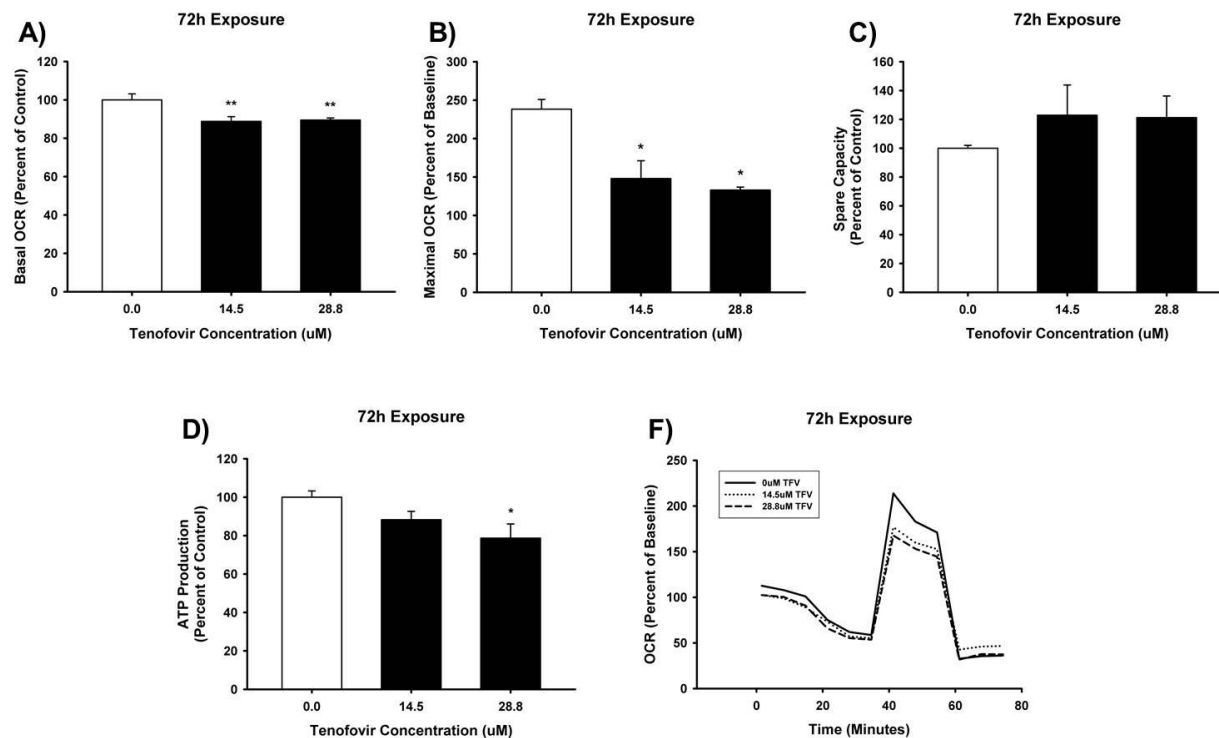 72h Exposure
A)
Basal OCR (Percent of Control)
120
100
80
60
40
20
0
**
**
0.0 14.5 28.8
Tenofovir Concentration (uM)
72h Exposure
B)
Maximal OCR (Percent of Baseline)
300
250
200
150
100
50
0
*
*
0.0 14.5 28.8
Tenofovir Concentration (uM)
72h Exposure
C)
Spare Capacity
(Percent of Control)
160
140
120
100
80
60
40
20
0
0.0 14.5 28.8
Tenofovir Concentration (uM)
72h Exposure
D)
ATP Production
(Percent of Control)
120
100
80
60
40
20
0
*
0.0 14.5 28.8
Tenofovir Concentration (uM)
72h Exposure
F)
OCR (Percent of Baseline)
250
200
150
100
50
0
0uM TFV
14.5uM TFV
28.8uM TFV
0 20 40 60 80
Time (Minutes)